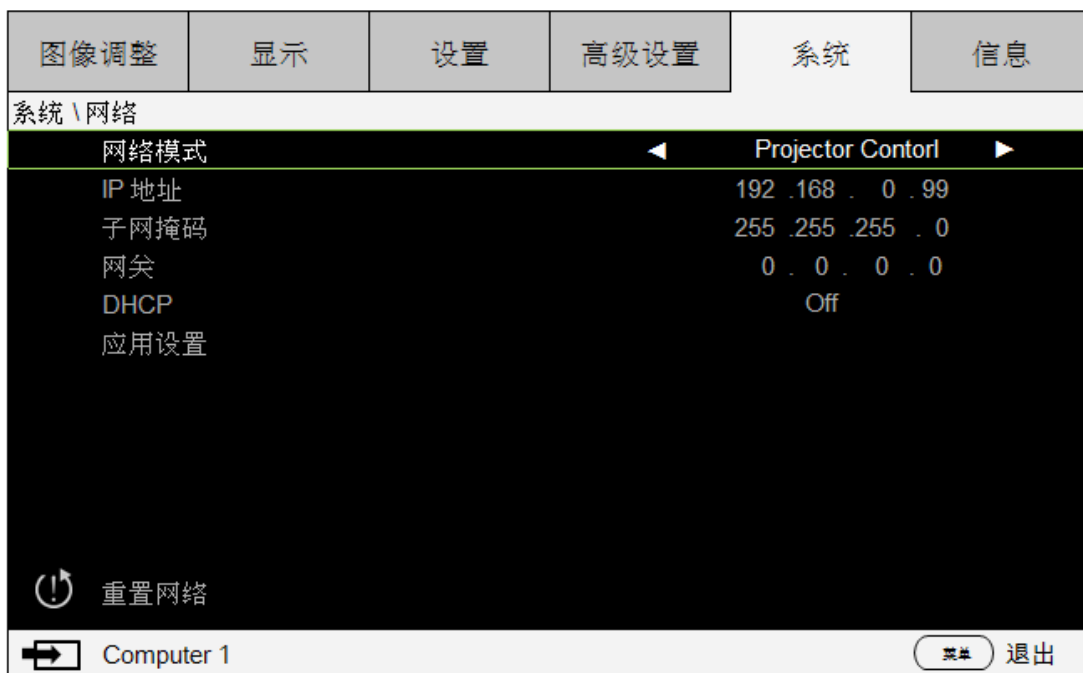 图像调整 显示 设置 高级设置 系统 信息
系统 \ 网络
网络模式 Projector Contorl
IP 地址 192 .168 . 0 . 99
子网掩码 255 .255 .255 . 0
网关 0 . 0 . 0 . 0
DHCP Off
应用设置
重置网络
Computer 1 菜单 退出